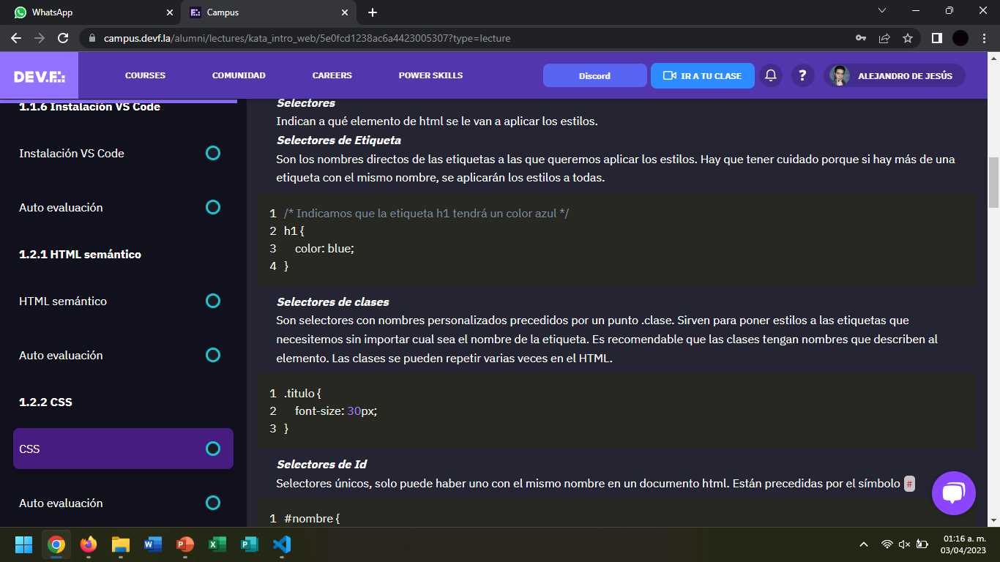 WhatsApp
Campus
campus.devf.la/alumni/lectures/kata_intro_web/5e0fcd1238ac6a4423005307?type=lecture
DEV.F.:
COURSES
COMUNIDAD
CAREERS
POWER SKILLS
Discord
IR A TU CLASE
?
ALEJANDRO DE JESÚS
1.1.6 Instalación VS Code
Instalación VS Code
Auto evaluación
1.2.1 HTML semántico
HTML semántico
Auto evaluación
1.2.2 CSS
CSS
Auto evaluación
Selectores
Indican a qué elemento de html se le van a aplicar los estilos.
Selectores de Etiqueta
Son los nombres directos de las etiquetas a las que queremos aplicar los estilos. Hay que tener cuidado porque si hay más de una
etiqueta con el mismo nombre, se aplicarán los estilos a todas.
1 /* Indicamos que la etiqueta h1 tendrá un color azul */
2 h1 {
3 color: blue;
4 }
Selectores de clases
Son selectores con nombres personalizados precedidos por un punto .clase. Sirven para poner estilos a las etiquetas que
necesitemos sin importar cual sea el nombre de la etiqueta. Es recomendable que las clases tengan nombres que describen al
elemento. Las clases se pueden repetir varias veces en el HTML.
1 .titulo {
2 font-size: 30px;
3 }
Selectores de Id
Selectores únicos, solo puede haber uno con el mismo nombre en un documento html. Están precedidas por el símbolo #
1 #nombre {
01:16 a. m.
03/04/2023